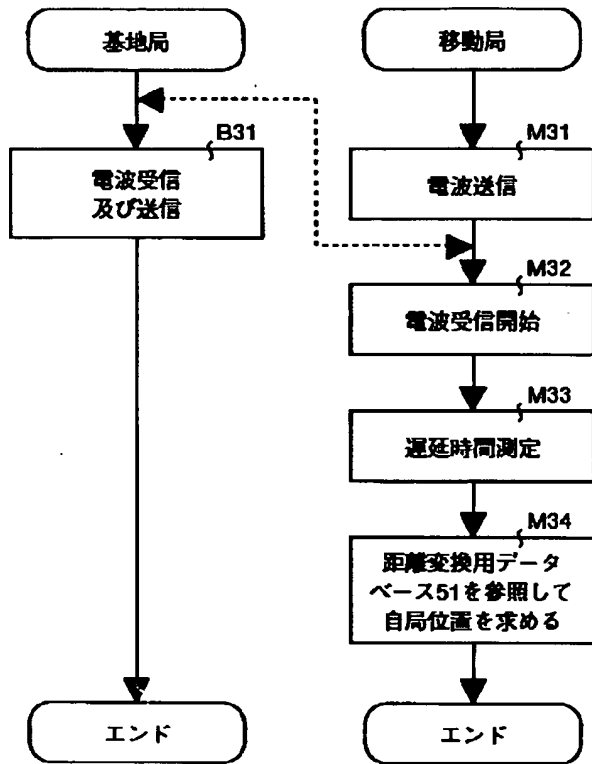 基地局
移動局
B31
電波受信
及び送信
M31
電波送信
M32
電波受信開始
M33
遅延時間測定
M34
距離変換用データ
ベース51を参照して
自局位置を求める
エンド
エンド